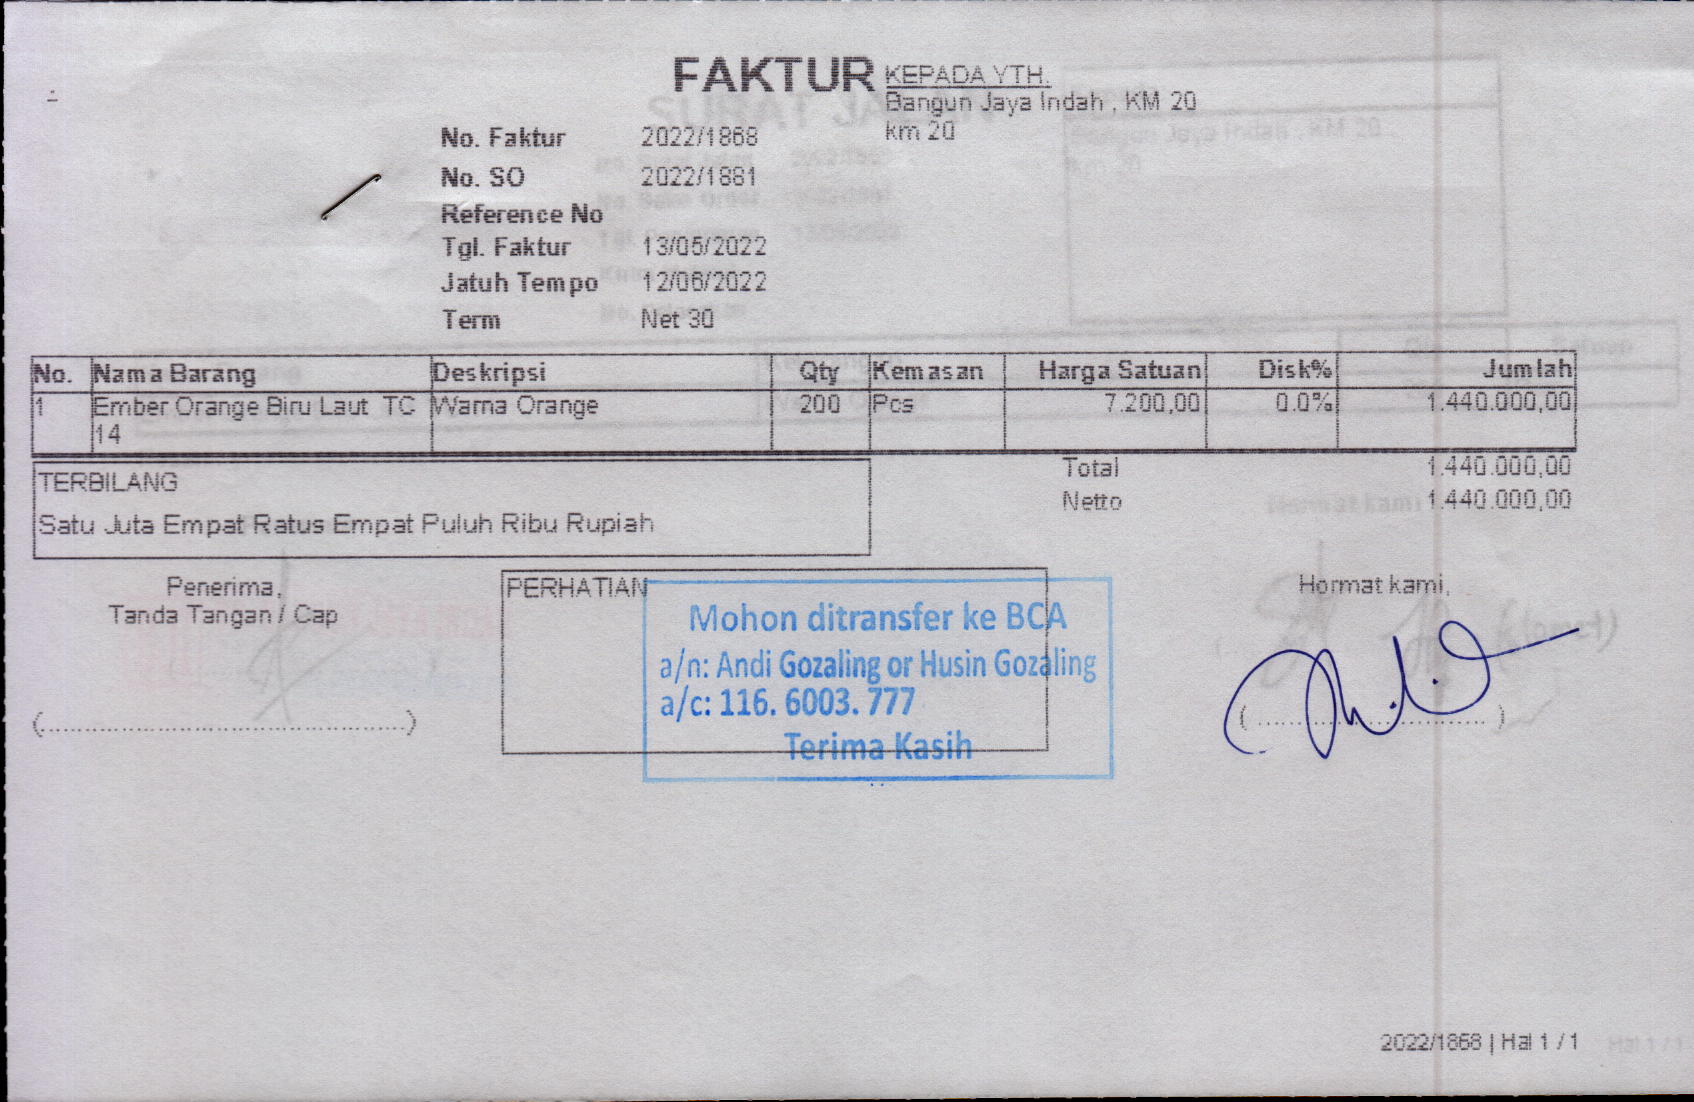 FAKTUR
KEPADA YTH.
Bangun Jaya Indah , KM 20
km 20
No. Faktur 2022/1868
No. SO 2022/1881
Reference No
Tgl. Faktur 13/05/2022
Jatuh Tempo 12/06/2022
Term Net 30
No. Nama Barang Deskripsi Qty Kemasan Harga Satuan Disk% Jumlah
1 Ember Orange Biru Laut TC Warna Orange 200 Pcs 7.200,00 0.0% 1.440.000,00
14
Total 1.440.000,00
Netto 1.440.000,00
TERBILANG
Satu Juta Empat Ratus Empat Puluh Ribu Rupiah
Penerima,
Tanda Tangan / Cap
(..............................................)
PERHATIAN
Mohon ditransfer ke BCA
a/n: Andi Gozaling or Husin Gozaling
a/c: 116. 6003. 777
Terima Kasih
Hormat kami,
(..............................)
2022/1868 | Hal 1 / 1